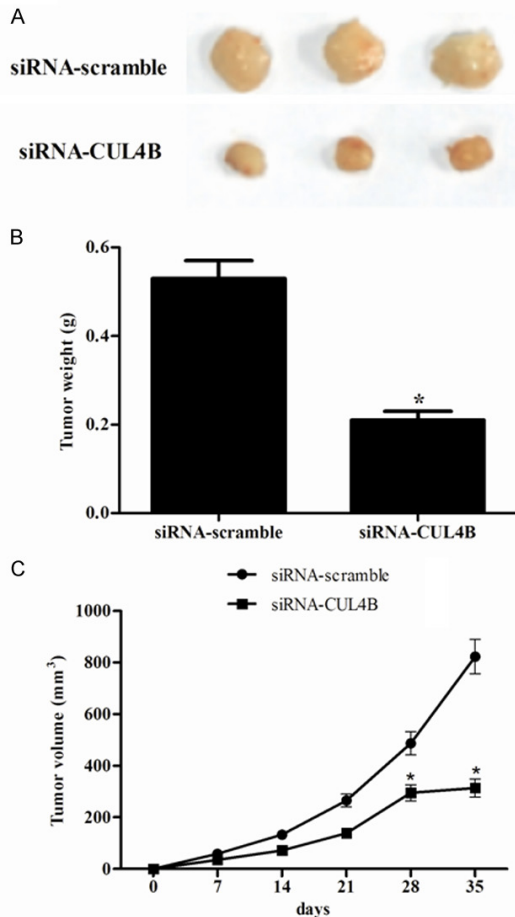 A
siRNA-scramble
siRNA-CUL4B
B
Tumor weight (g)
0.6
0.4
0.2
0.0
*
siRNA-scramble siRNA-CUL4B
C
siRNA-scramble
siRNA-CUL4B
Tumor volume (mm³)
1000
800
600
400
200
0
* *
0 7 14 21 28 35
days